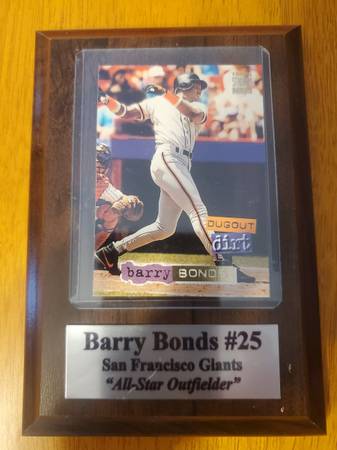 DUGOUT
dirt
barry BONDS
Barry Bonds #25
San Francisco Giants
"All-Star Outfielder"